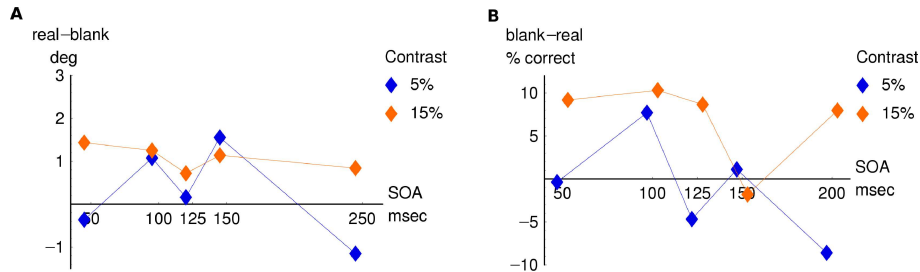 A
real−blank
deg
Contrast
5%
15%
3
2
1
−1
50
100
125
150
250
SOA
msec
B
blank−real
% correct
Contrast
5%
15%
10
5
−5
−10
50
100
125
150
200
SOA
msec